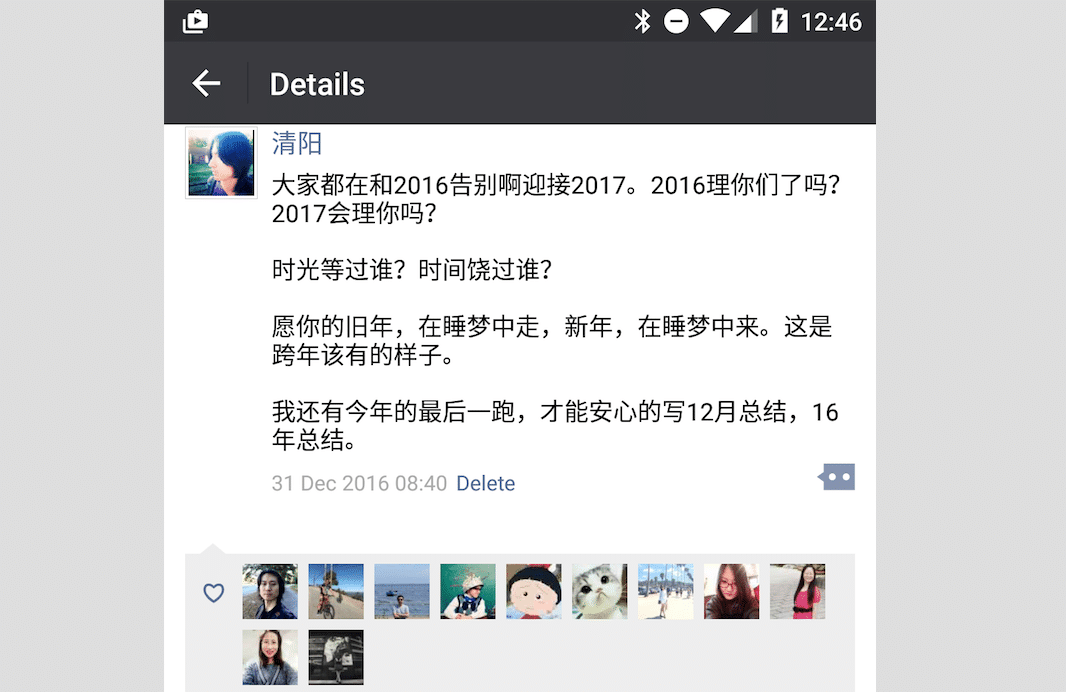 12:46
Details
清阳
大家都在和2016告别啊迎接2017。2016理你们了吗？
2017会理你吗？
时光等过谁？时间饶过谁？
愿你的旧年，在睡梦中走，新年，在睡梦中来。这是
跨年该有的样子。
我还有今年的最后一跑，才能安心的写12月总结，16
年总结。
31 Dec 2016 08:40 Delete